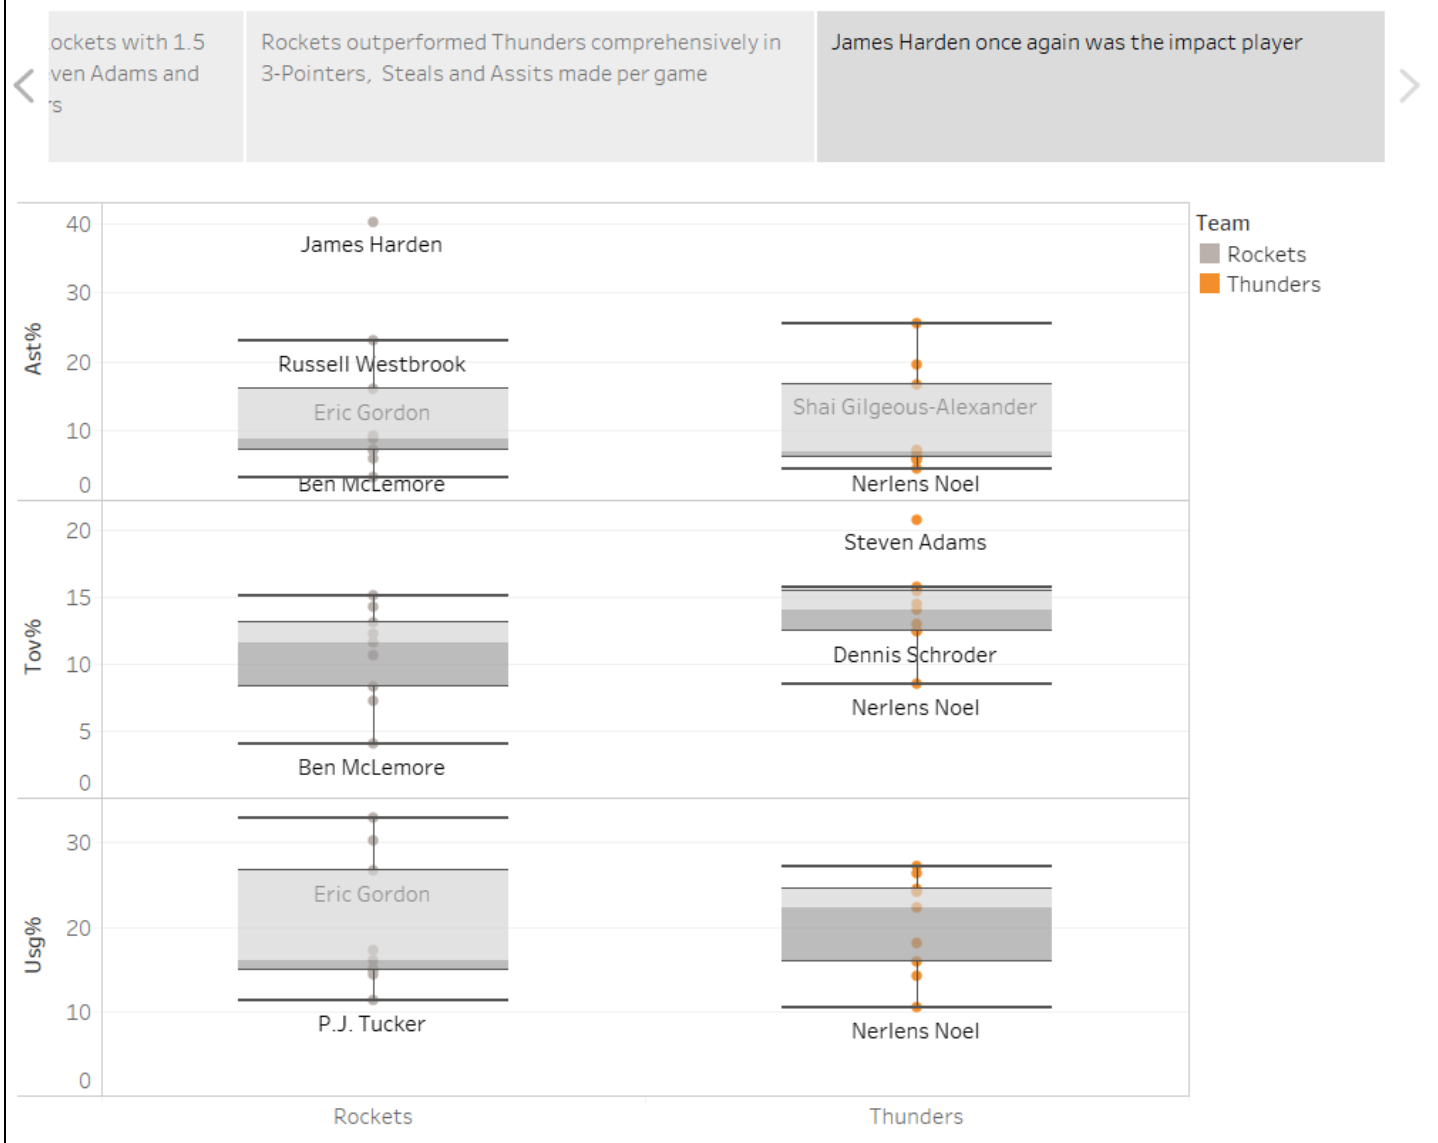 ockets with 1.5
ven Adams and
rs
Rockets outperformed Thunders comprehensively in
3-Pointers, Steals and Assits made per game
James Harden once again was the impact player
Team
Rockets
Thunders
Ast%
40
30
20
10
0
James Harden
Russell Westbrook
Eric Gordon
Ben McLemore
Shai Gilgeous-Alexander
Nerlens Noel
Tov%
20
15
10
5
0
Ben McLemore
Steven Adams
Dennis Schroder
Nerlens Noel
Usg%
30
20
10
0
Eric Gordon
P.J. Tucker
Nerlens Noel
Rockets
Thunders